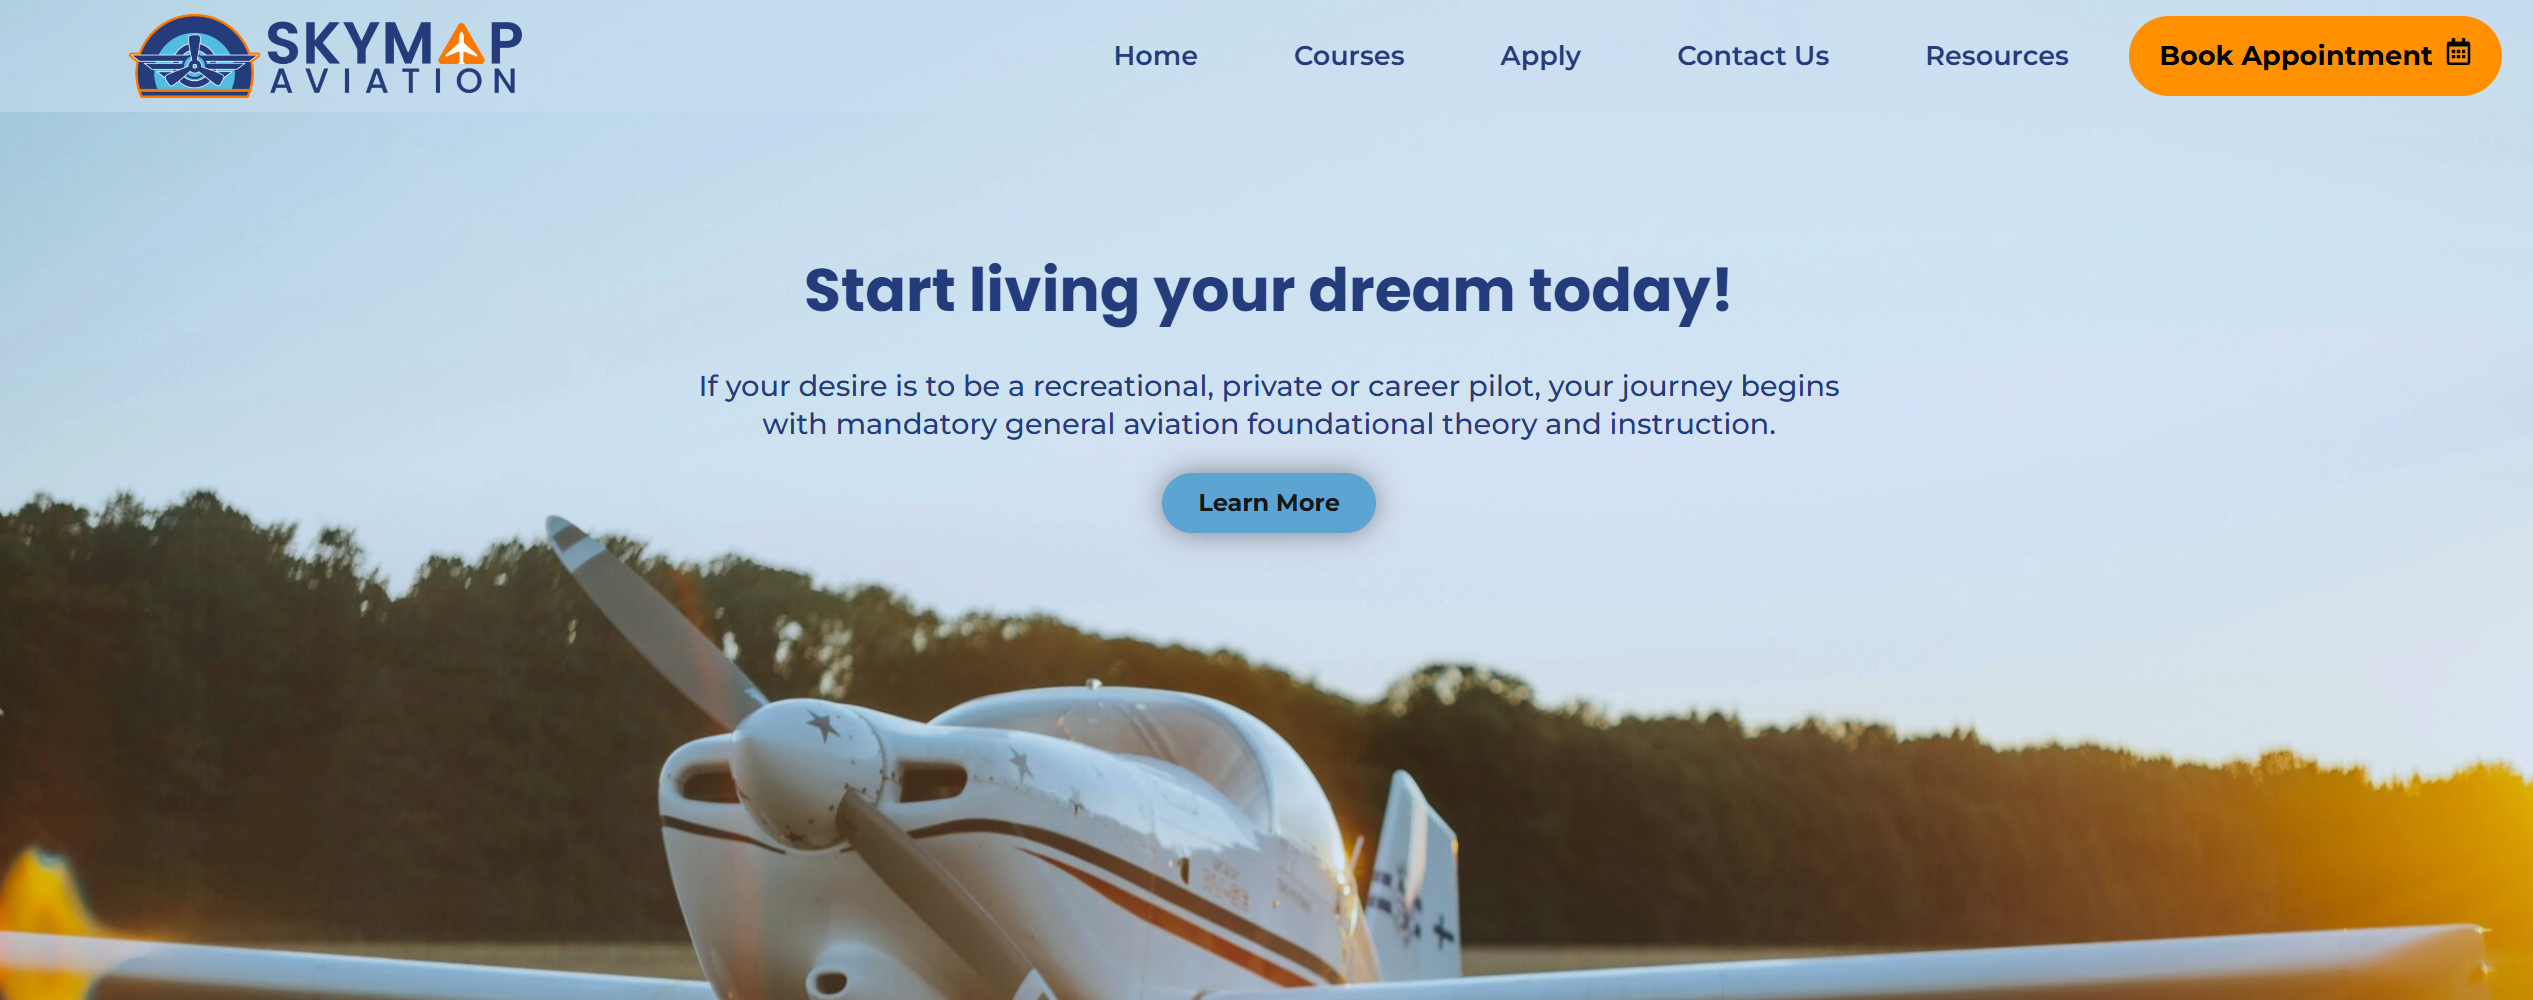 SKYMAP
AVIATION
Home
Courses
Apply
Contact Us
Resources
Book Appointment
Start living your dream today!
If your desire is to be a recreational, private or career pilot, your journey begins
with mandatory general aviation foundational theory and instruction.
Learn More